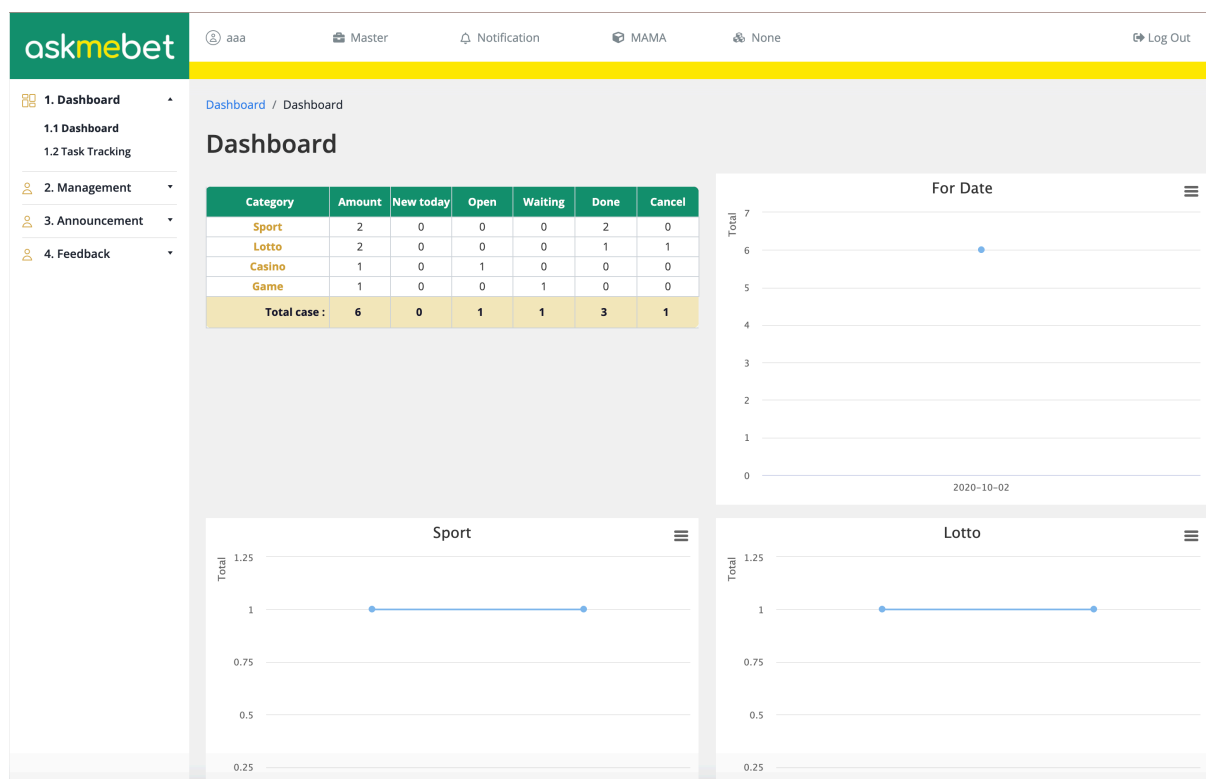 askmebet
aaa Master Notification MAMA None Log Out
1. Dashboard
1.1 Dashboard
1.2 Task Tracking
2. Management
3. Announcement
4. Feedback
Dashboard / Dashboard
Dashboard
Category Amount New today Open Waiting Done Cancel
Sport 2 0 0 0 2 0
Lotto 2 0 0 0 1 1
Casino 1 0 1 0 0 0
Game 1 0 0 1 0 0
Total case : 6 0 1 1 3 1
For Date
Total
7
6
5
4
3
2
1
0
2020-10-02
Sport
Total
1.25
1
0.75
0.5
0.25
Lotto
Total
1.25
1
0.75
0.5
0.25